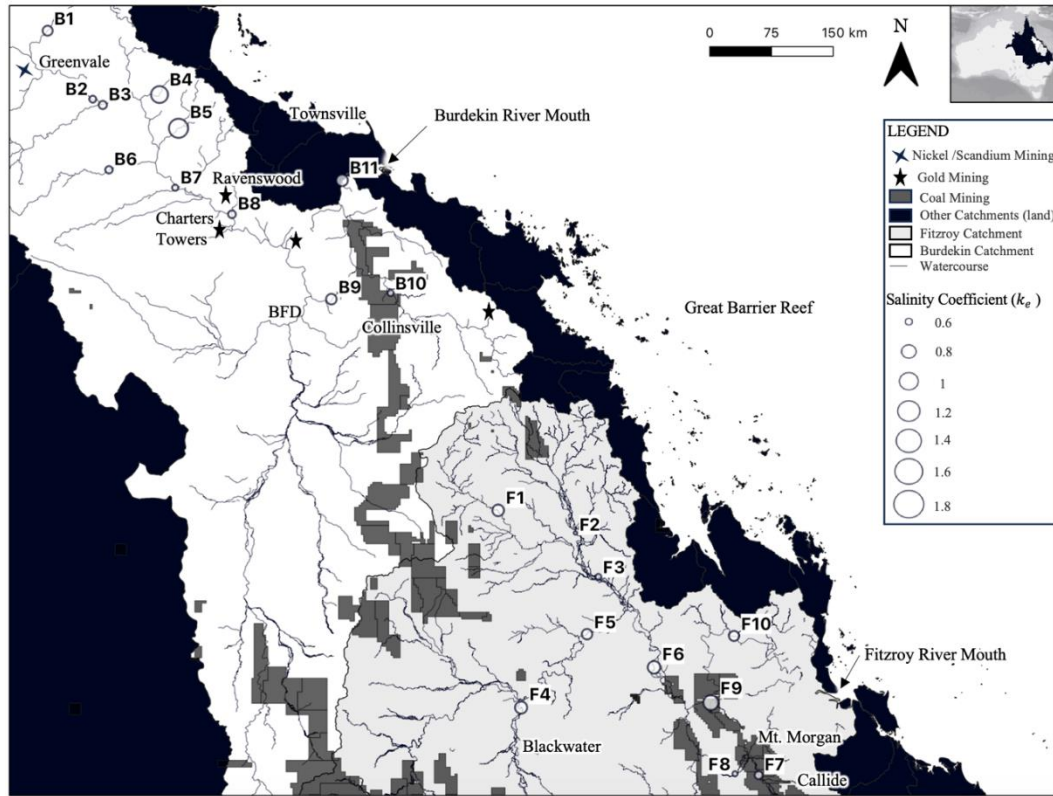 B1
Greenvale
B2
B3
B4
B5
B6
B7
Ravenswood
B8
Charters
Towers
Townsville
Burdekin River Mouth
B11
B9
B10
BFD
Collinsville
Great Barrier Reef
0 75 150 km
N
LEGEND
Nickel /Scandium Mining
Gold Mining
Coal Mining
Other Catchments (land)
Fitzroy Catchment
Burdekin Catchment
Watercourse
Salinity Coefficient (kₑ )
0.6
0.8
1
1.2
1.4
1.6
1.8
F1
F2
F3
F5
F10
F6
Fitzroy River Mouth
F4
F9
Blackwater
Mt. Morgan
F8
F7
Callide